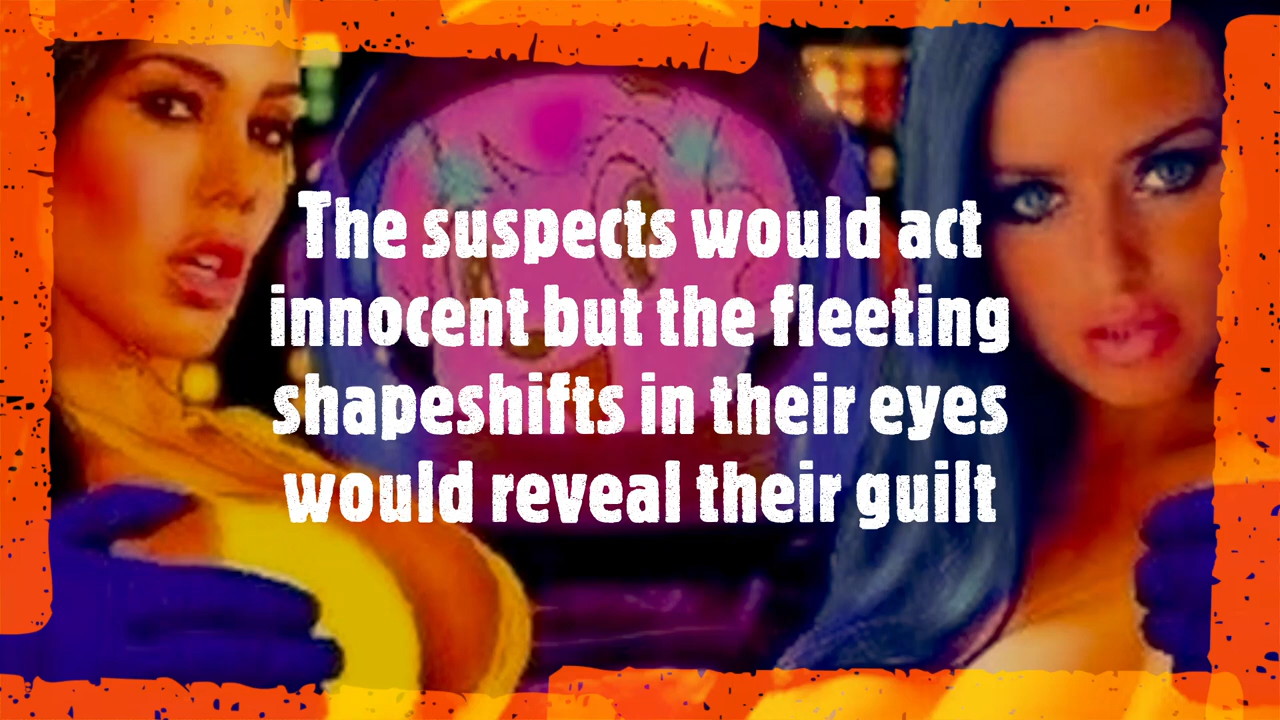 The suspects would act
innocent but the fleeting
shapeshifts in their eyes
would reveal their guilt